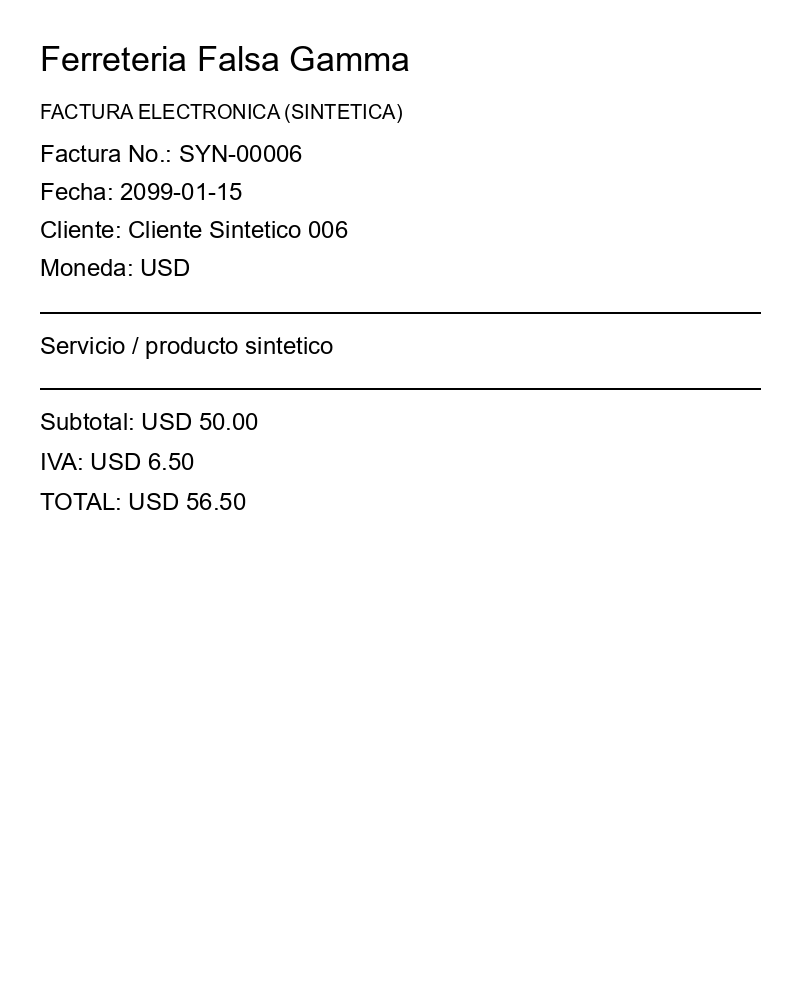 Ferreteria Falsa Gamma
FACTURA ELECTRONICA (SINTETICA)
Factura No.: SYN-00006
Fecha: 2099-01-15
Cliente: Cliente Sintetico 006
Moneda: USD
Servicio / producto sintetico
Subtotal: USD 50.00
IVA: USD 6.50
TOTAL: USD 56.50